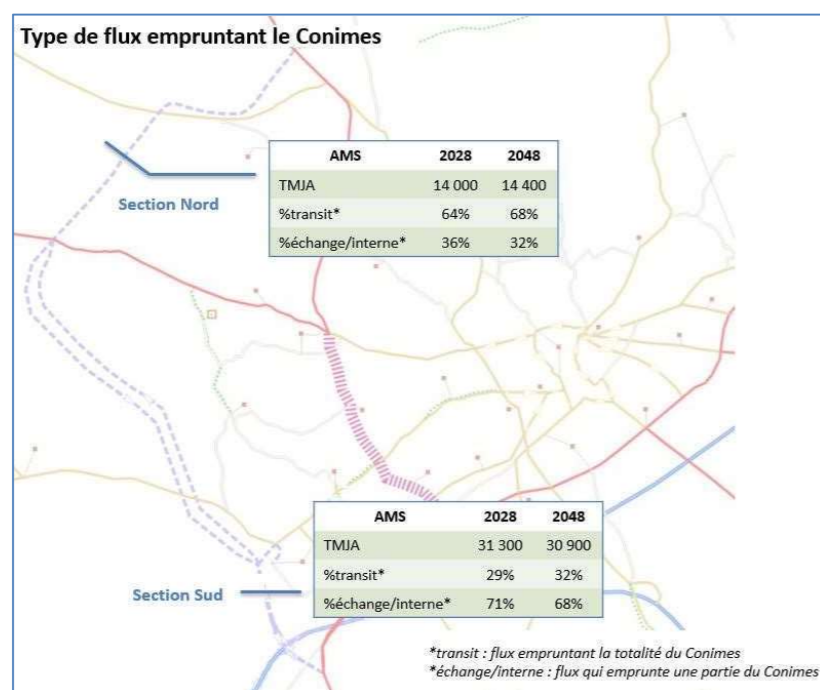 Type de flux empruntant le Conimes
AMS 2028 2048
TMJA 14 000 14 400
%transit* 64% 68%
%échange/interne* 36% 32%
Section Nord
AMS 2028 2048
TMJA 31 300 30 900
%transit* 29% 32%
%échange/interne* 71% 68%
Section Sud
*transit : flux empruntant la totalité du Conimes
*échange/interne : flux qui emprunte une partie du Conimes